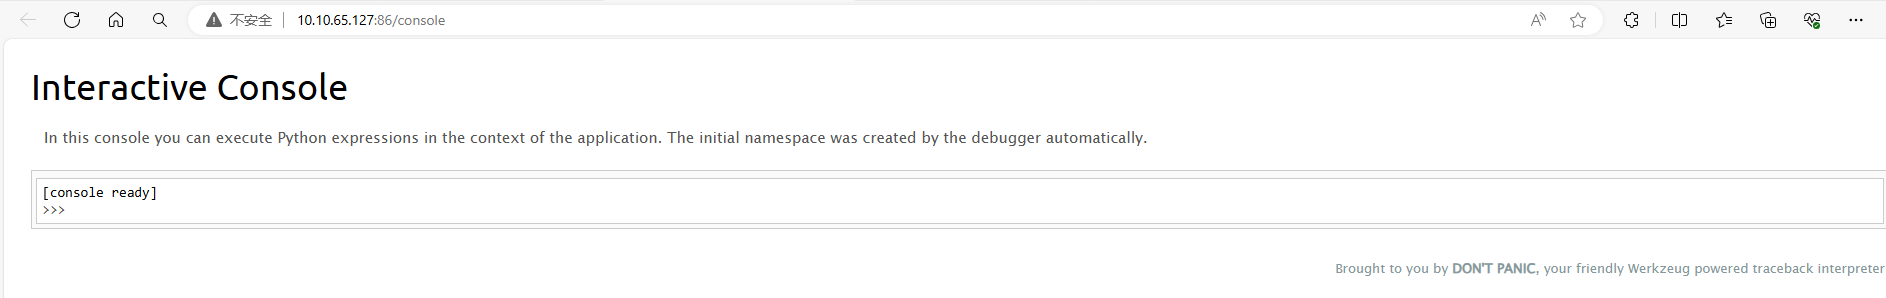 不安全 10.10.65.127:86/console
Interactive Console
In this console you can execute Python expressions in the context of the application. The initial namespace was created by the debugger automatically.
[console ready]
>>>
Brought to you by DON'T PANIC, your friendly Werkzeug powered traceback interpreter